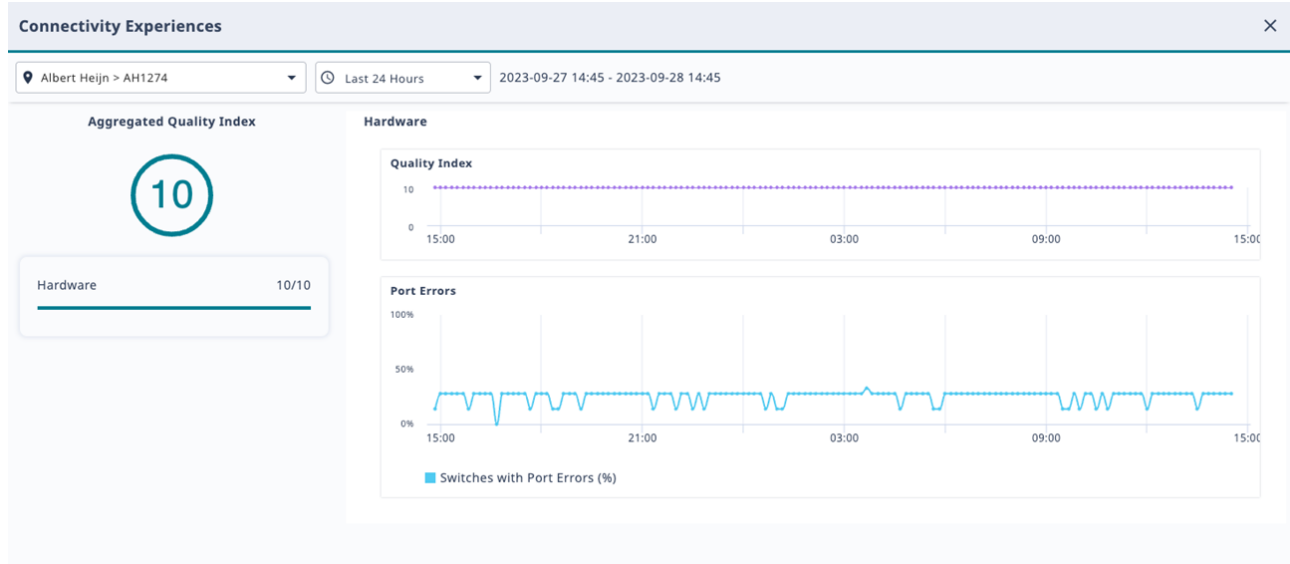 Connectivity Experiences
Albert Heijn > AH1274
Last 24 Hours
2023-09-27 14:45 - 2023-09-28 14:45
Aggregated Quality Index
10
Hardware 10/10
Hardware
Quality Index
10
0
15:00 21:00 03:00 09:00 15:00
Port Errors
100%
50%
0%
15:00 21:00 03:00 09:00 15:00
Switches with Port Errors (%)